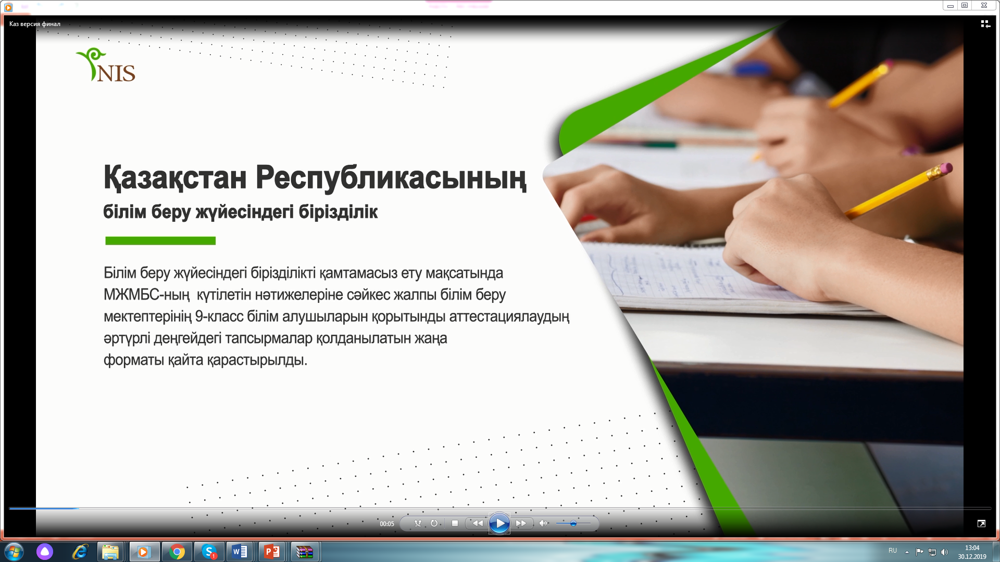 Каз версия финал
NIS
Қазақстан Республикасының
білім беру жүйесіндегі бірізділік
Білім беру жүйесіндегі бірізділікті қамтамасыз ету мақсатында
МЖМБС-ның күтілетін нәтижелеріне сәйкес жалпы білім беру
мектептерінің 9-класс білім алушыларын қорытынды аттестациялаудың
әртүрлі деңгейдегі тапсырмалар қолданылатын жаңа
форматы қайта қарастырылды.
00:05
RU
13:04
30.12.2019